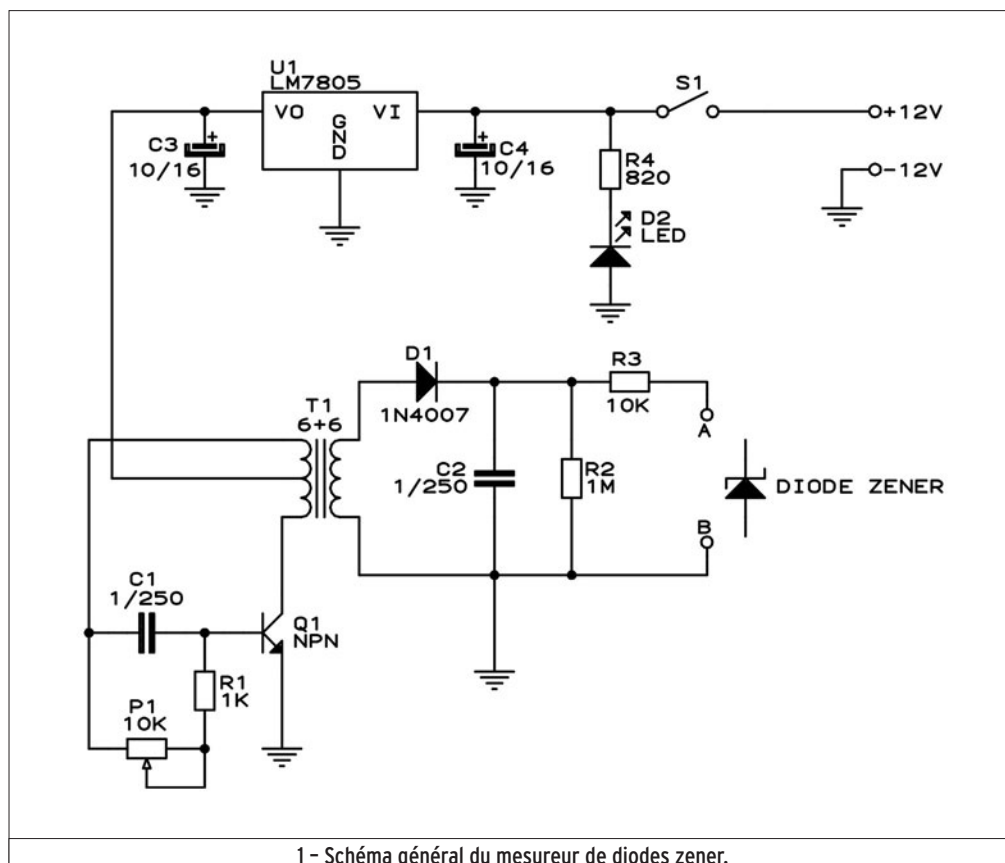 U1
LM7805
VO
GND
VI
S1
+12V
-12V
+
C3
10/16
+
C4
10/16
R4
820
D2
LED
D1
1N4007
R3
10K
T1
6+6
A
C2
1/250
R2
1M
DIODE ZENER
B
C1
1/250
Q1
NPN
R1
1K
P1
10K
1 – Schéma général du mesureur de diodes zener.